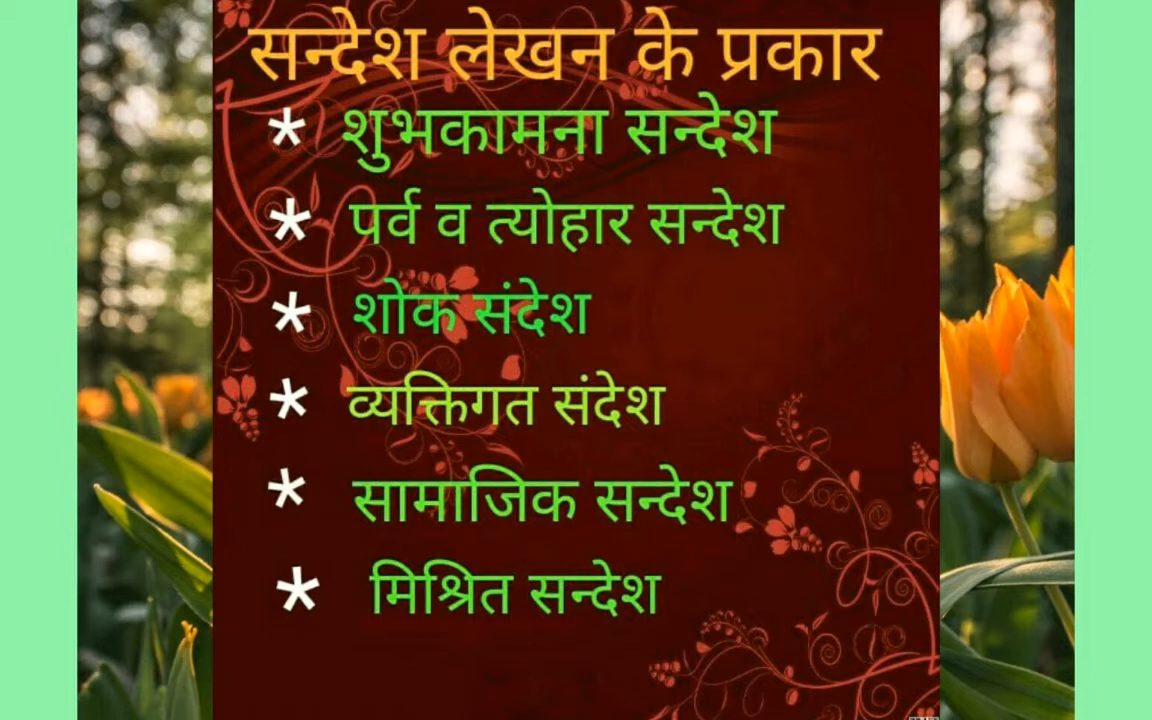 सन्देश लेखन के प्रकार
* शुभकामना सन्देश
* पर्व व त्योहार सन्देश
* शोक संदेश
* व्यक्तिगत संदेश
* सामाजिक सन्देश
* मिश्रित सन्देश